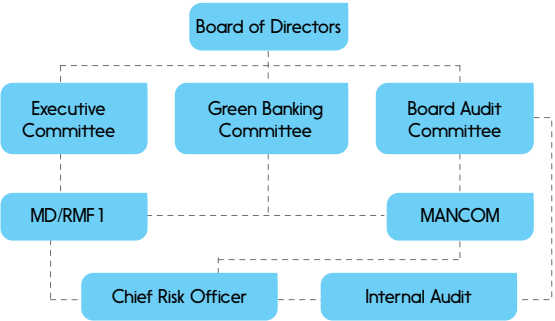 Board of Directors
Executive
Committee
Green Banking
Committee
Board Audit
Committee
MD/RMF1
MANCOM
Chief Risk Officer
Internal Audit